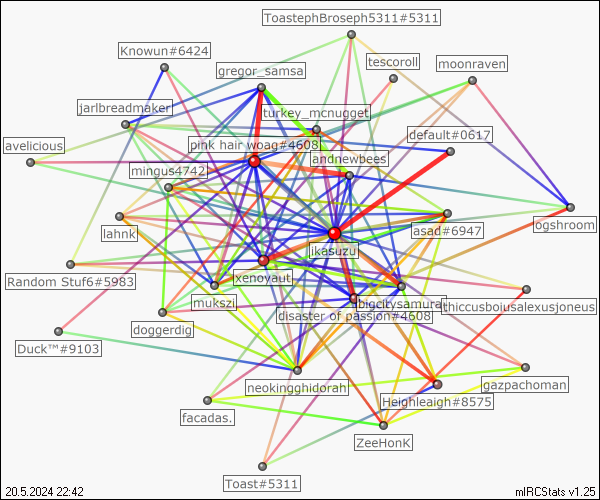 ToastephBroseph5311#5311
Knowun#6424
tescoroll
moonraven
gregor_samsa
jarlbreadmaker
turkey_mcnugget
default#0617
avelicious
pink hair woag#4608
andnewbees
mingus4742
lahnk
asad#6947
ogshroom
jkasuzui
Random Stuf6#5983
xenoyaut
mukszi
bigcitysamurai
thiccusboiusalexusjoneus
disaster of passion#4608
doggerdig
Duck™#9103
neokingghidorah
gazpachoman
Heighleaigh#8575
facadas.
ZeeHonK
Toast#5311
20.5.2024 22:42
mIRCStats v1.25